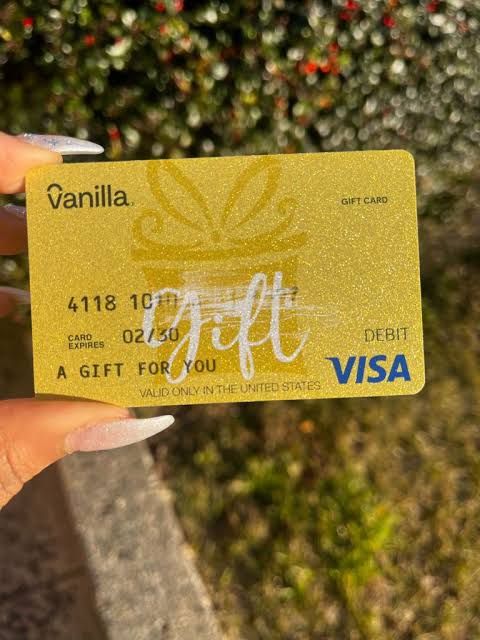 Vanilla.
GIFT CARD
4118
Gift
CARD EXPIRES 02/30
DEBIT
A GIFT FOR YOU
VISA
VALID ONLY IN THE UNITED STATES